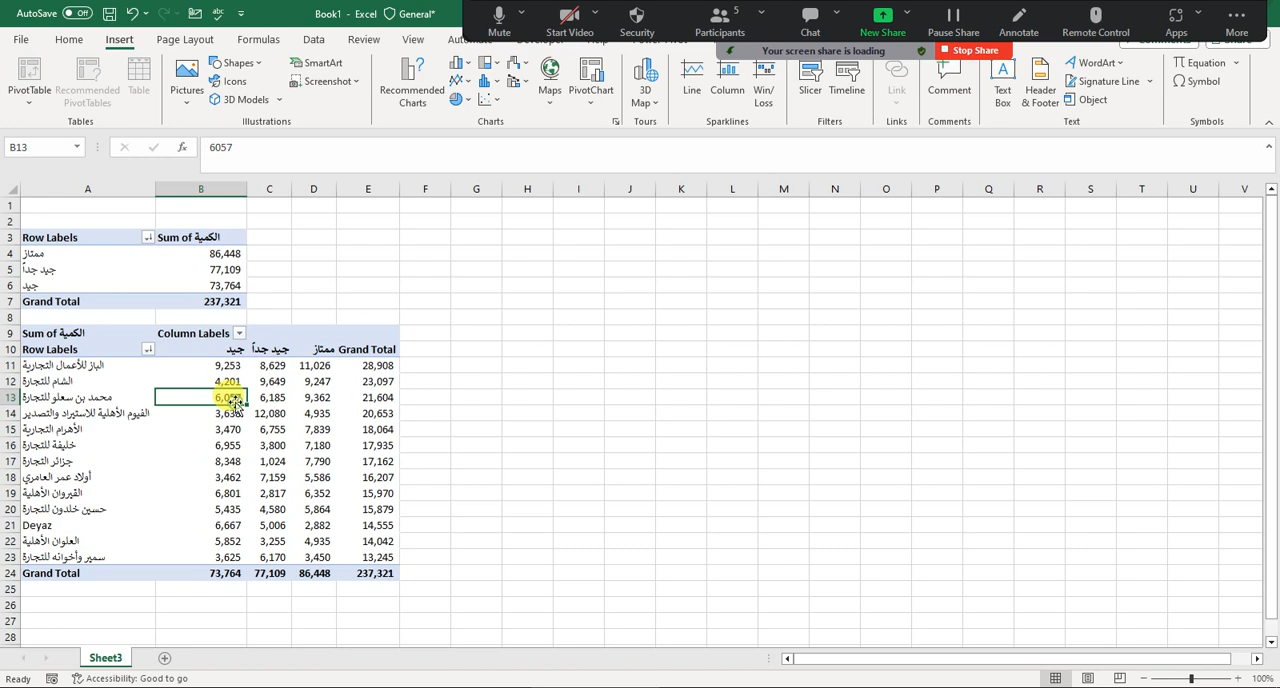 AutoSave Off Book1 - Excel General*
Mute Start Video Security Participants 5 Chat New Share Pause Share Annotate Remote Control Apps More
Your screen share is loading Stop Share
File Home Insert Page Layout Formulas Data Review View
PivotTable Recommended PivotTables Table Pictures Shapes Icons 3D Models SmartArt Screenshot Recommended Charts Maps PivotChart 3D Map Line Column Win/Loss Slicer Timeline Link Comment Text Box Header & Footer WordArt Signature Line Object Equation Symbol
Tables Illustrations Charts Tours Sparklines Filters Links Comments Text Symbols
B13 fx 6057
A B C D E F G H I J K L M N O P Q R S T U V
1
2
3 Row Labels Sum of الكمية
4 ممتاز 86,448
5 جيد جداً 77,109
6 جيد 73,764
7 Grand Total 237,321
8
9 Sum of الكمية Column Labels
10 Row Labels جيد جيد جداً ممتاز Grand Total
11 الباز للأعمال التجارية 9,253 8,629 11,026 28,908
12 الشام للتجارة 4,201 9,649 9,247 23,097
13 محمد بن سعلو للتجارة 6,185 9,362 21,604
14 الفيوم الأهلية للاستيراد والتصدير 12,080 4,935 20,653
15 الأهرام التجارية 3,470 6,755 7,839 18,064
16 خليفة للتجارة 6,955 3,800 7,180 17,935
17 جزائر التجارة 8,348 1,024 7,790 17,162
18 أولاد عمر العامري 3,462 7,159 5,586 16,207
19 القيروان الأهلية 6,801 2,817 6,352 15,970
20 حسين خلدون للتجارة 5,435 4,580 5,864 15,879
21 Deyaz 6,667 5,006 2,882 14,555
22 العلوان الأهلية 5,852 3,255 4,935 14,042
23 سمير وأخوانه للتجارة 3,625 6,170 3,450 13,245
24 Grand Total 73,764 77,109 86,448 237,321
25
26
27
28
Sheet3
Ready Accessibility: Good to go 100%